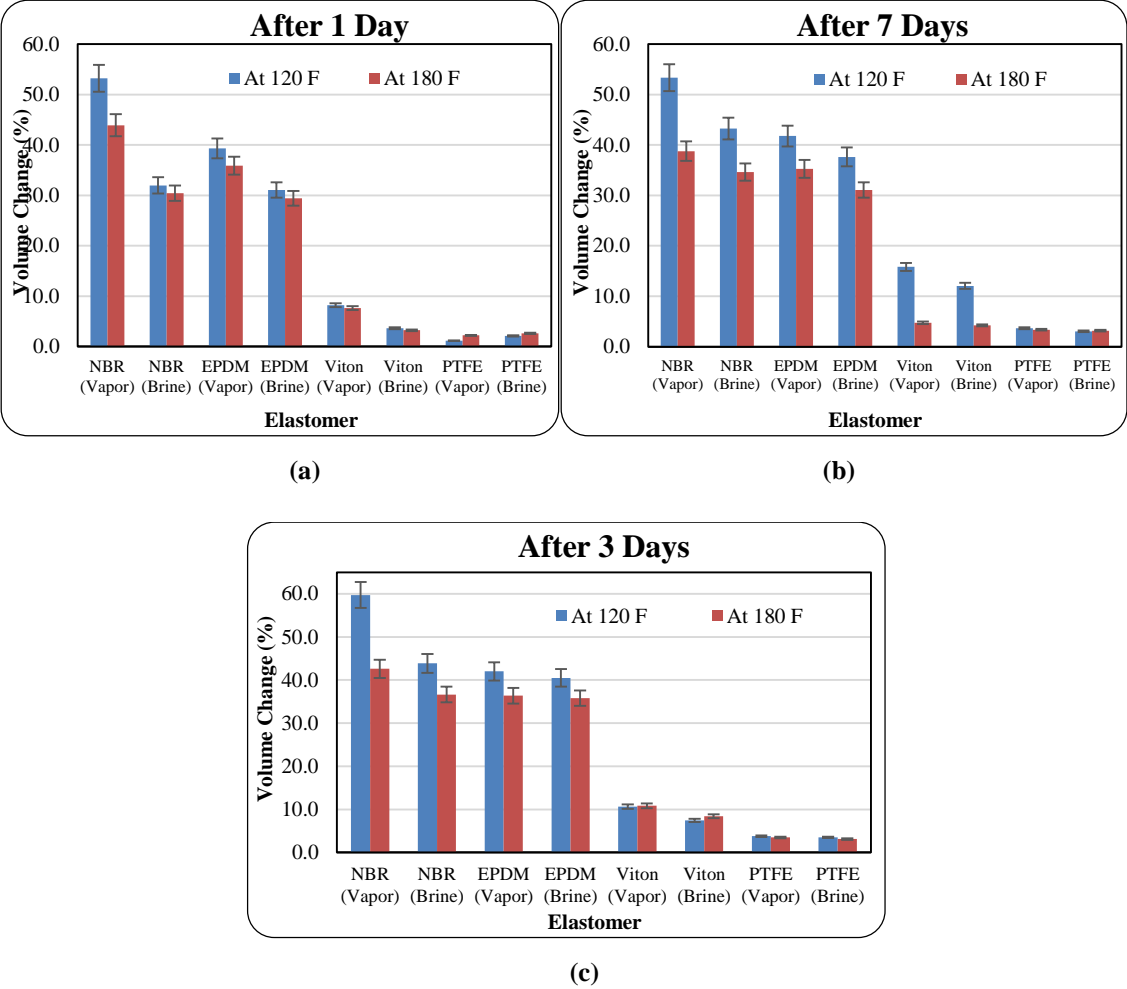 After 1 Day
60.0
50.0
40.0
30.0
20.0
10.0
0.0
Volume Change (%)
At 120 F At 180 F
NBR (Vapor)
NBR (Brine)
EPDM (Vapor)
EPDM (Brine)
Viton (Vapor)
Viton (Brine)
PTFE (Vapor)
PTFE (Brine)
Elastomer
(a)
After 7 Days
60.0
50.0
40.0
30.0
20.0
10.0
0.0
Volume Change (%)
At 120 F At 180 F
NBR (Vapor)
NBR (Brine)
EPDM (Vapor)
EPDM (Brine)
Viton (Vapor)
Viton (Brine)
PTFE (Vapor)
PTFE (Brine)
Elastomer
(b)
After 3 Days
60.0
50.0
40.0
30.0
20.0
10.0
0.0
Volume Change (%)
At 120 F At 180 F
NBR (Vapor)
NBR (Brine)
EPDM (Vapor)
EPDM (Brine)
Viton (Vapor)
Viton (Brine)
PTFE (Vapor)
PTFE (Brine)
Elastomer
(c)